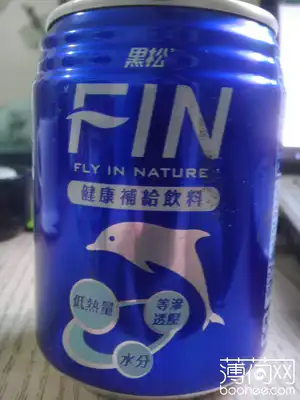 黑松
FIN
FLY IN NATURE
健康補給飲料
低熱量
等滲
透壓
水分
薄荷网
boohee.com